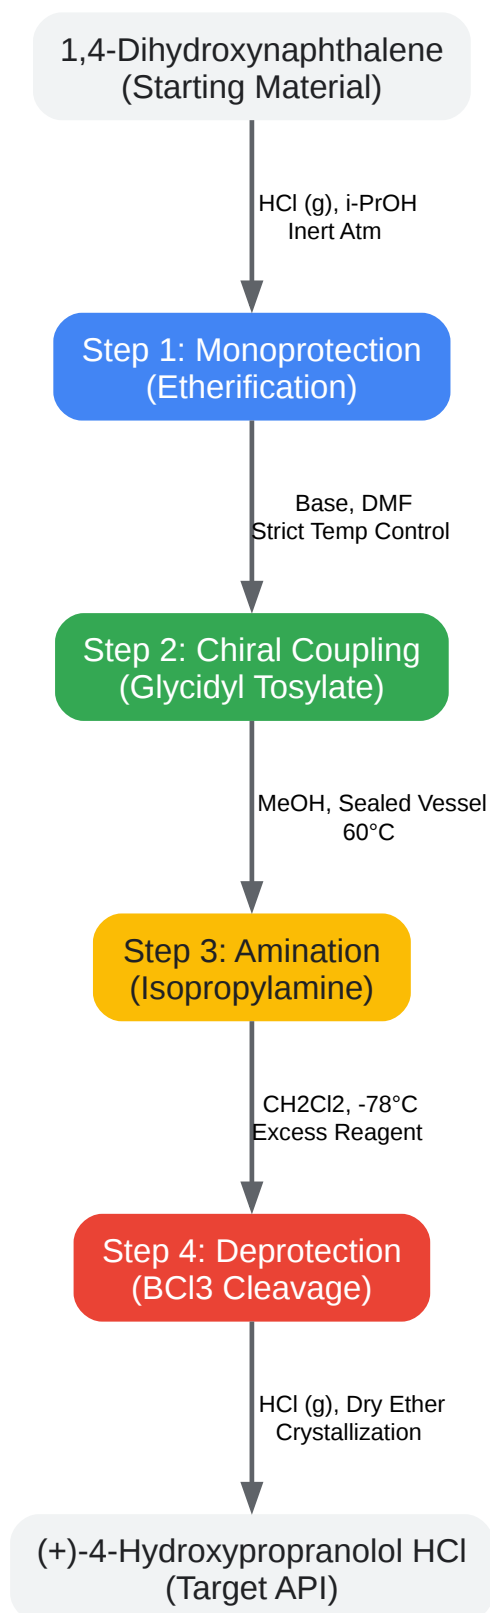 1,4-Dihydroxynaphthalene
(Starting Material)
HCl (g), i-PrOH
Inert Atm
Step 1: Monoprotection
(Etherification)
Base, DMF
Strict Temp Control
Step 2: Chiral Coupling
(Glycidyl Tosylate)
MeOH, Sealed Vessel
60°C
Step 3: Amination
(Isopropylamine)
CH2Cl2, -78°C
Excess Reagent
Step 4: Deprotection
(BCl3 Cleavage)
HCl (g), Dry Ether
Crystallization
(+)-4-Hydroxypropranolol HCl
(Target API)